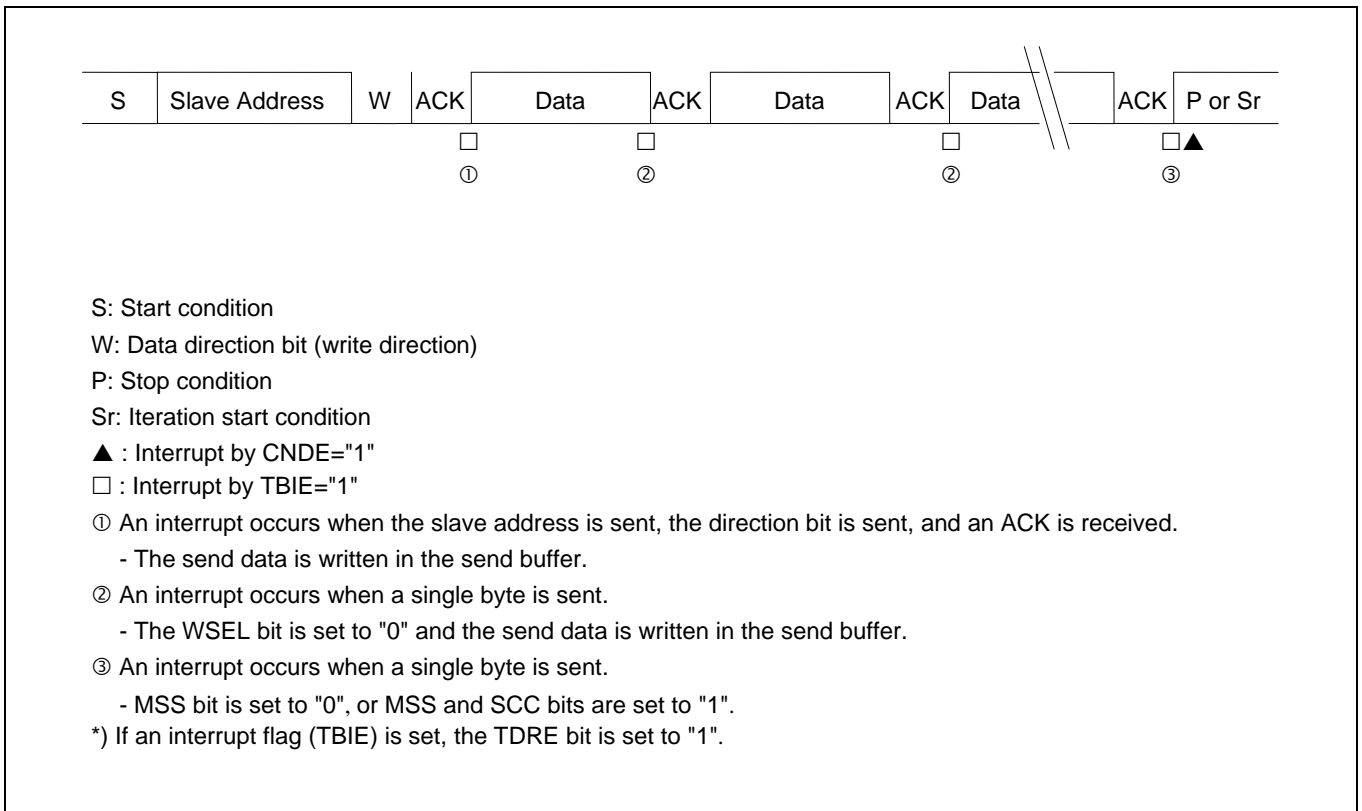 S Slave Address W ACK Data ACK Data ACK Data ACK P or Sr
□ □ □ □▲
① ② ② ③
S: Start condition
W: Data direction bit (write direction)
P: Stop condition
Sr: Iteration start condition
▲ : Interrupt by CNDE="1"
□ : Interrupt by TBIE="1"
① An interrupt occurs when the slave address is sent, the direction bit is sent, and an ACK is received.
- The send data is written in the send buffer.
② An interrupt occurs when a single byte is sent.
- The WSEL bit is set to "0" and the send data is written in the send buffer.
③ An interrupt occurs when a single byte is sent.
- MSS bit is set to "0", or MSS and SCC bits are set to "1".
*) If an interrupt flag (TBIE) is set, the TDRE bit is set to "1".